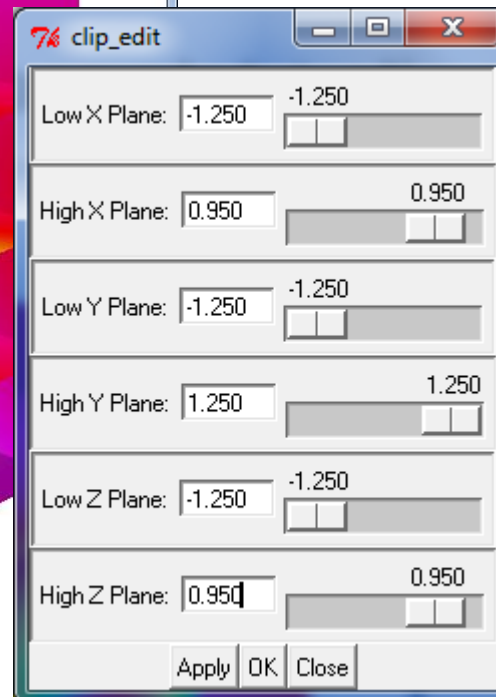 clip_edit
-1.250
Low X Plane: -1.250
0.950
High X Plane: 0.950
-1.250
Low Y Plane: -1.250
1.250
High Y Plane: 1.250
-1.250
Low Z Plane: -1.250
0.950
High Z Plane: 0.950
Apply OK Close